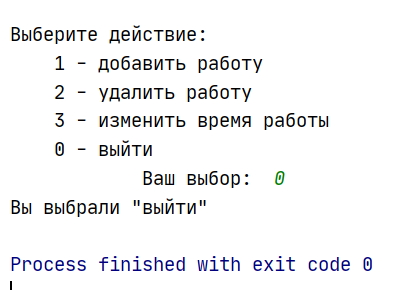 Выберите действие:
1 - добавить работу
2 - удалить работу
3 - изменить время работы
0 - выйти
Ваш выбор: 0
Вы выбрали "выйти"
Process finished with exit code 0